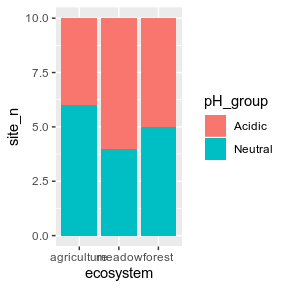 10.0
7.5
5.0
2.5
0.0
site_n
agriculture meadow forest
ecosystem
pH_group
Acidic
Neutral